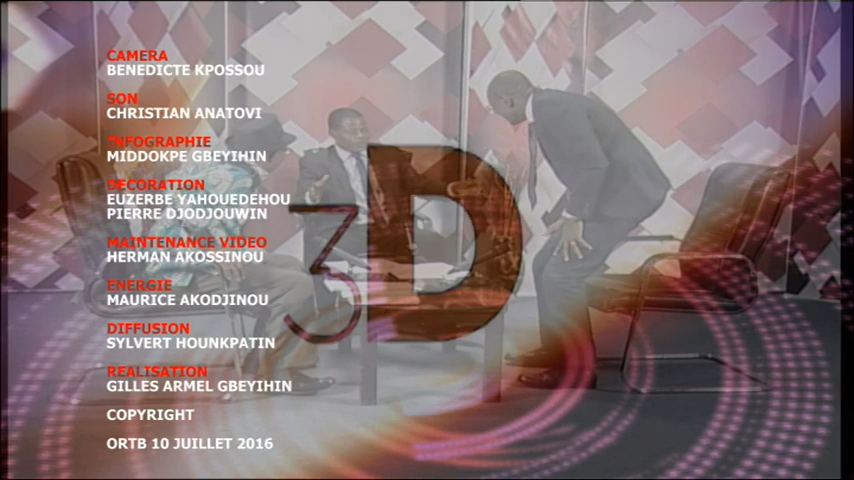 CAMERA
BENEDICTE KPOSSOU
SON
CHRISTIAN ANATOVI
INFOGRAPHIE
MIDDOKPE GBEYIHIN
DECORATION
EUZERBE YAHOUEDEHOU
PIERRE DJODJOUWIN
MAINTENANCE VIDEO
HERMAN AKOSSINOU
ENERGIE
MAURICE AKODJINOU
DIFFUSION
SYLVERT HOUNKPATIN
REALISATION
GILLES ARMEL GBEYIHIN
COPYRIGHT
ORTB 10 JUILLET 2016
3D